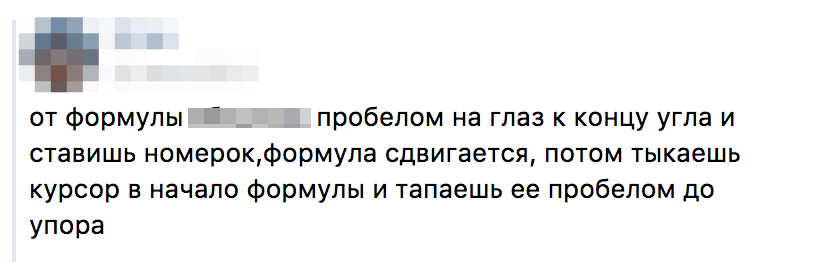 от формулы пробелом на глаз к концу угла и
ставишь номерок,формула сдвигается, потом тыкаешь
курсор в начало формулы и тапаешь ее пробелом до
упора